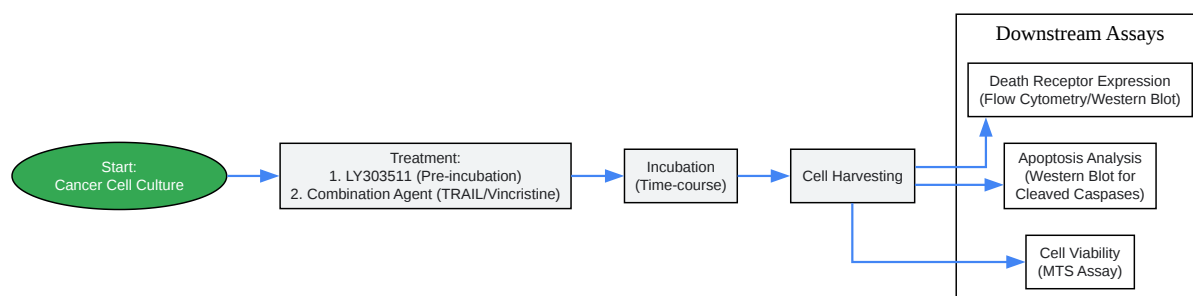 Start:
Cancer Cell Culture
Treatment:
1. LY303511 (Pre-incubation)
2. Combination Agent (TRAIL/Vincristine)
Incubation
(Time-course)
Cell Harvesting
Downstream Assays
Death Receptor Expression
(Flow Cytometry/Western Blot)
Apoptosis Analysis
(Western Blot for
Cleaved Caspases)
Cell Viability
(MTS Assay)